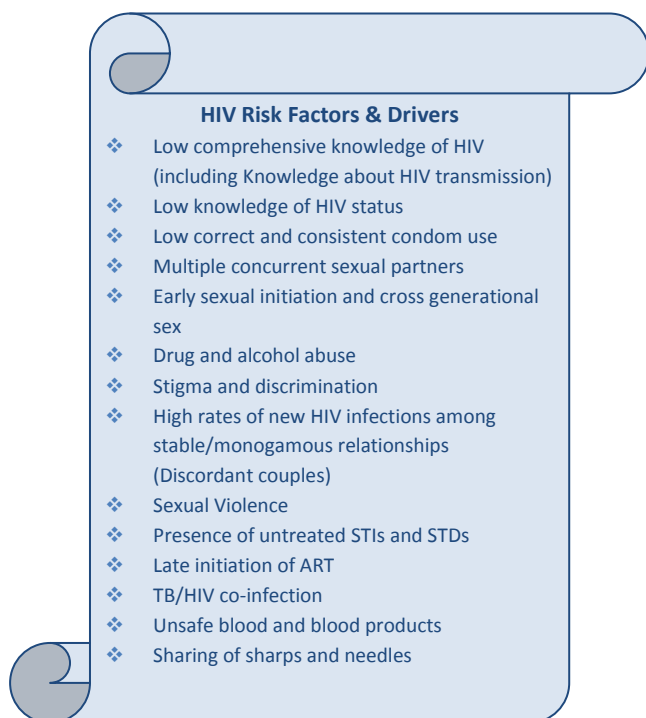 HIV Risk Factors & Drivers
❖ Low comprehensive knowledge of HIV
(including Knowledge about HIV transmission)
❖ Low knowledge of HIV status
❖ Low correct and consistent condom use
❖ Multiple concurrent sexual partners
❖ Early sexual initiation and cross generational
sex
❖ Drug and alcohol abuse
❖ Stigma and discrimination
❖ High rates of new HIV infections among
stable/monogamous relationships
(Discordant couples)
❖ Sexual Violence
❖ Presence of untreated STIs and STDs
❖ Late initiation of ART
❖ TB/HIV co-infection
❖ Unsafe blood and blood products
❖ Sharing of sharps and needles